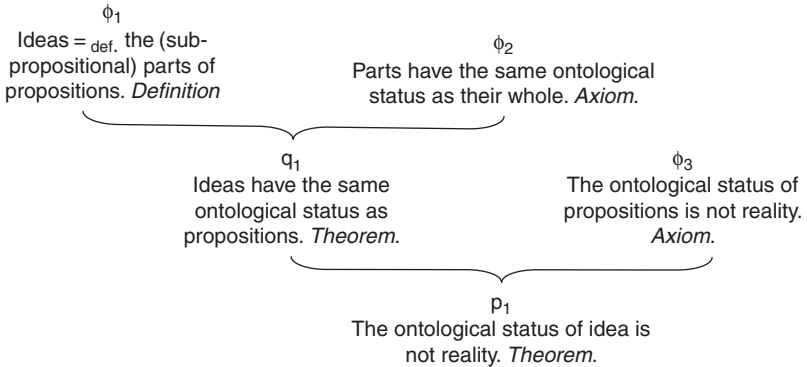 ϕ1
Ideas = def. the (sub-
propositional) parts of
propositions. Definition
ϕ2
Parts have the same ontological
status as their whole. Axiom.
q1
Ideas have the same
ontological status as
propositions. Theorem.
ϕ3
The ontological status of
propositions is not reality.
Axiom.
p1
The ontological status of idea is
not reality. Theorem.